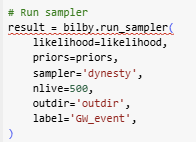 # Run sampler
result = bilby.run_sampler(
    likelihood=likelihood,
    priors=priors,
    sampler='dynesty',
    nlive=500,
    outdir='outdir',
    label='GW_event',
)